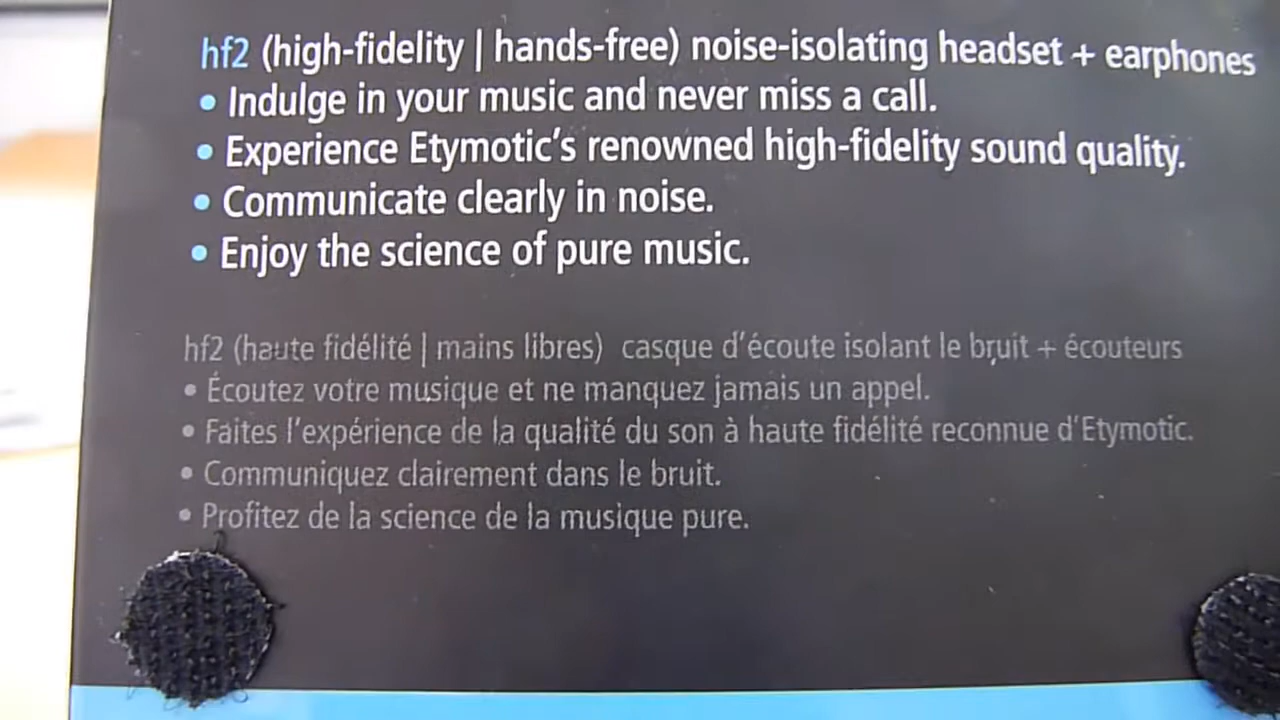 hf2 (high-fidelity | hands-free) noise-isolating headset + earphones
• Indulge in your music and never miss a call.
• Experience Etymotic's renowned high-fidelity sound quality.
• Communicate clearly in noise.
• Enjoy the science of pure music.
hf2 (haute fidélité | mains libres) casque d'écoute isolant le bruit + écouteurs
• Écoutez votre musique et ne manquez jamais un appel.
• Faites l'expérience de la qualité du son à haute fidélité reconnue d'Etymotic.
• Communiquez clairement dans le bruit.
• Profitez de la science de la musique pure.